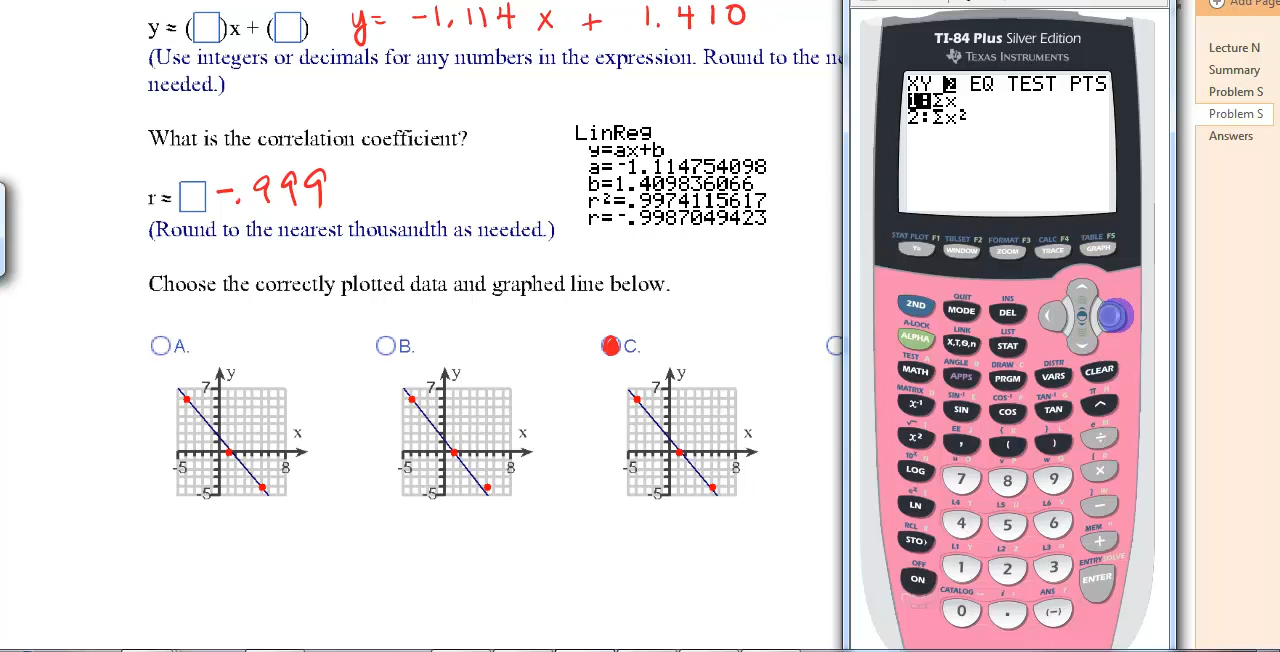 y ≈ (☐)x + (☐) y = -1.114 x + 1.410
(Use integers or decimals for any numbers in the expression. Round to the
needed.)
What is the correlation coefficient?
r ≈ ☐ -.999
(Round to the nearest thousandth as needed.)
LinReg
y=ax+b
a=-1.114754098
b=1.409836066
r²=.9974115617
r=-.9987049423
Choose the correctly plotted data and graphed line below.
A.
B.
C.
7 y
x
-5 8
-5
7 y
x
-5 8
-5
7 y
x
-5 8
-5
TI-84 Plus Silver Edition
TEXAS INSTRUMENTS
XY Σ EQ TEST PTS
1:Σx
2:Σx²
STAT PLOT F1 TBLSET F2 FORMAT F3 CALC F4 TABLE F5
Y= WINDOW ZOOM TRACE GRAPH
QUIT INS
2ND MODE DEL
A-LOCK LINK LIST
ALPHA X,T,Θ,n STAT
TEST A ANGLE B DRAW C DISTR
MATH APPS PRGM VARS CLEAR
MATRIX D SIN⁻¹ E COS⁻¹ F TAN⁻¹ G π H
x⁻¹ SIN COS TAN ^
√ I EE J { K } L e M
x² , ( ) ÷
10ˣ N u O v P w Q [ R
LOG 7 8 9 ×
eˣ S L4 T L5 U L6 V ] W
LN 4 5 6 −
RCL X L1 Y L2 Z L3 θ MEM "
STO› 1 2 3 +
OFF CATALOG i : ANS ? ENTRY SOLVE
ON 0 . (−) ENTER
Add Page
Lecture N
Summary
Problem S
Problem S
Answers